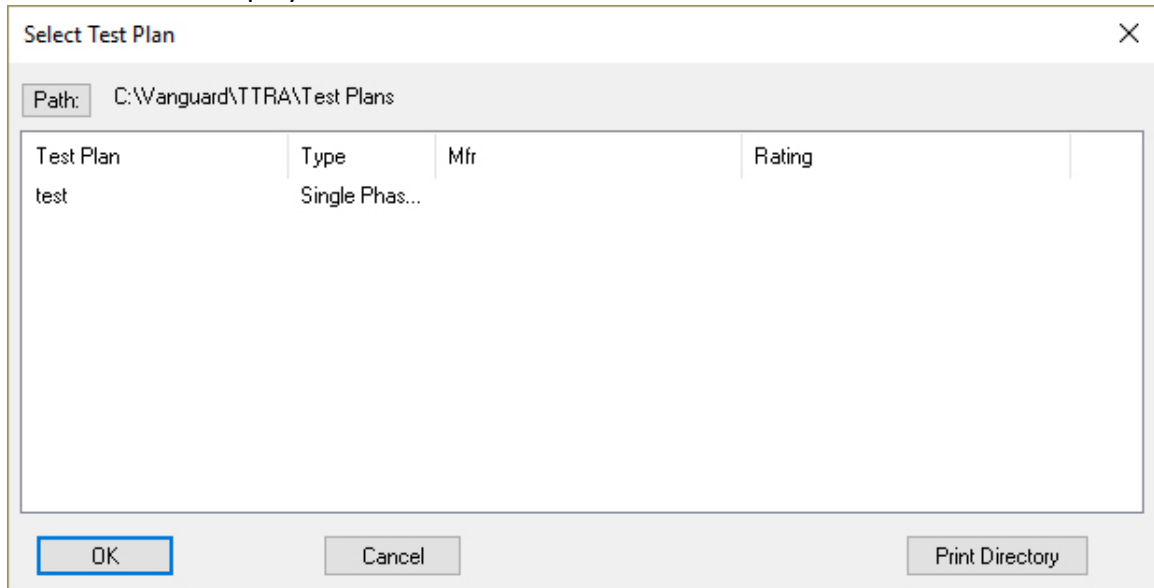 Select Test Plan
Path: C:\Vanguard\TTRA\Test Plans
Test Plan Type Mfr Rating
test Single Phas...
OK Cancel Print Directory